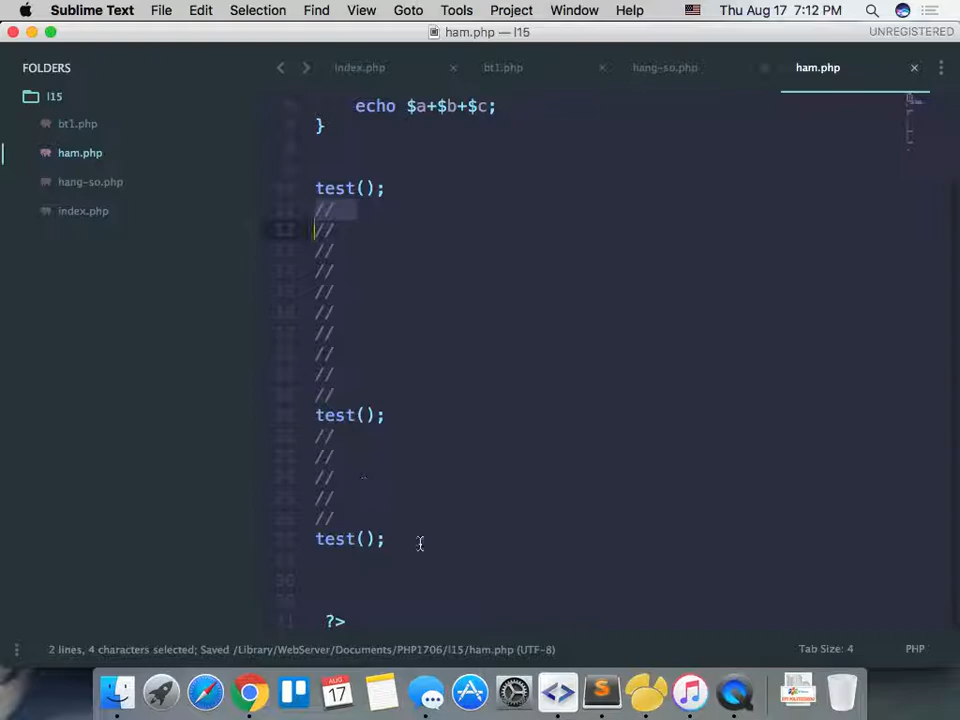 Sublime Text File Edit Selection Find View Goto Tools Project Window Help Thu Aug 17 7:12 PM
ham.php — l15 UNREGISTERED
FOLDERS
l15
bt1.php
ham.php
hang-so.php
index.php
index.php bt1.php hang-so.php ham.php
echo $a+$b+$c;
}
test();
//
//
//
//
//
//
//
//
//
//
test();
//
//
//
//
//
test();
?>
2 lines, 4 characters selected; Saved /Library/WebServer/Documents/PHP1706/l15/ham.php (UTF-8) Tab Size: 4 PHP
AUG
17